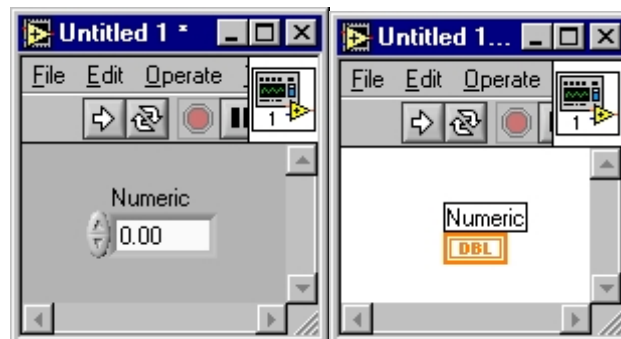 Untitled 1 *
File Edit Operate
1
Numeric
0.00
Untitled 1...
File Edit Operate
1
Numeric
DBL